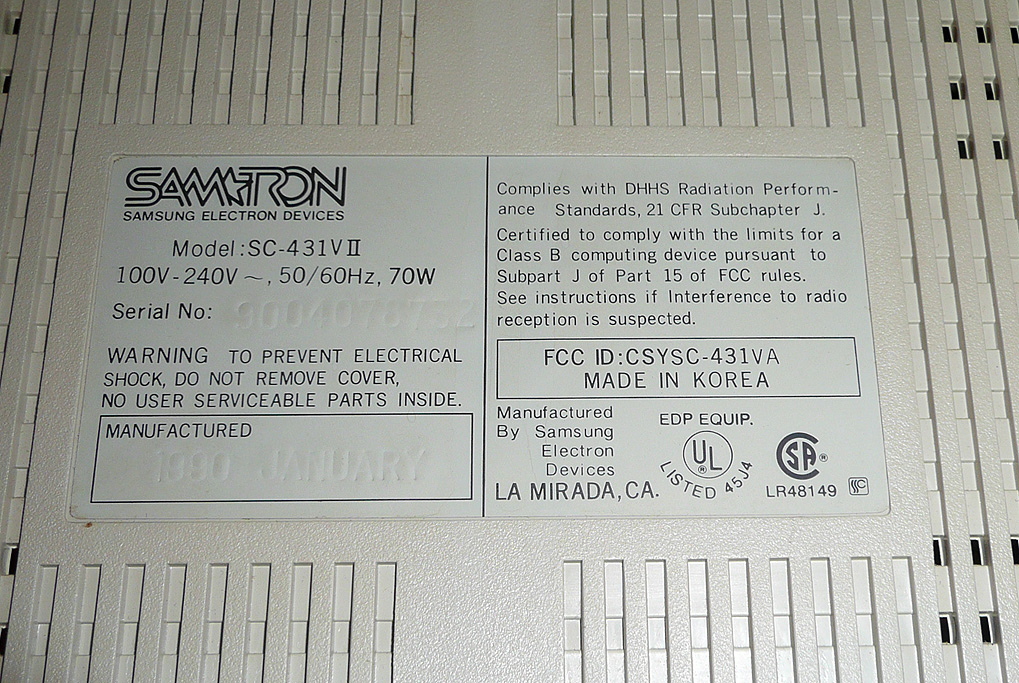 SAMTRON
SAMSUNG ELECTRON DEVICES
Model:SC-431VⅡ
100V-240V ~, 50/60Hz, 70W
Serial No:
WARNING TO PREVENT ELECTRICAL
SHOCK, DO NOT REMOVE COVER,
NO USER SERVICEABLE PARTS INSIDE.
MANUFACTURED
1990 JANUARY
Complies with DHHS Radiation Perform-
ance Standards, 21 CFR Subchapter J.
Certified to comply with the limits for a
Class B computing device pursuant to
Subpart J of Part 15 of FCC rules.
See instructions if Interference to radio
reception is suspected.
FCC ID:CSYSC-431VA
MADE IN KOREA
Manufactured
By Samsung
Electron
Devices
LA MIRADA, CA.
EDP EQUIP.
UL ®
LISTED 45J4
SA ®
LR48149